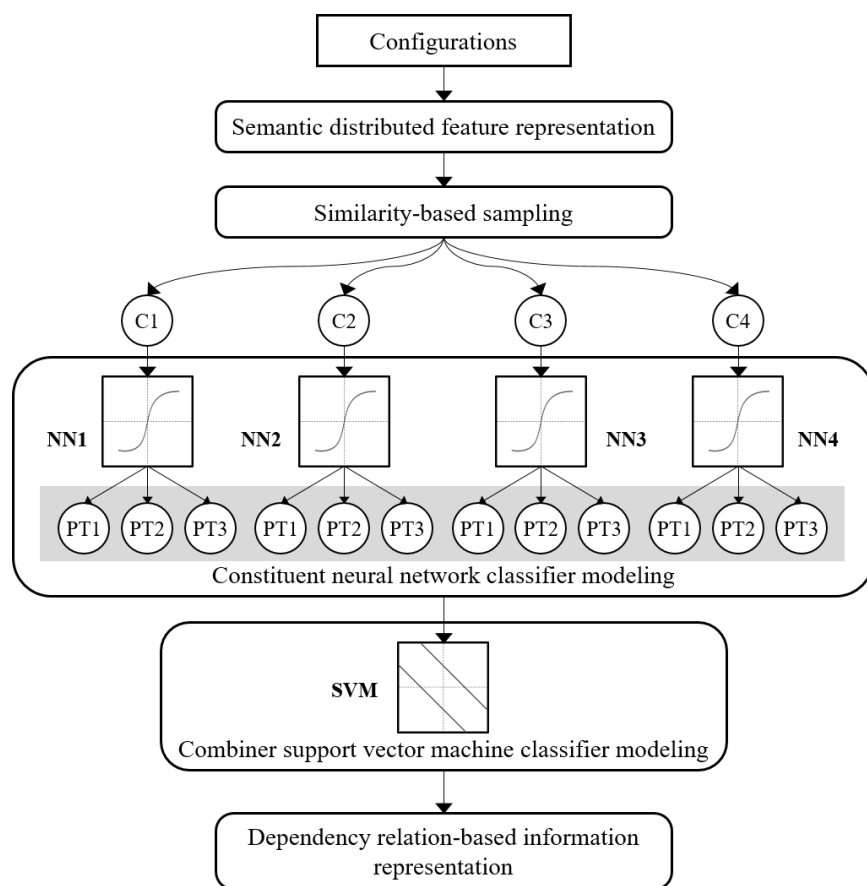 Configurations
Semantic distributed feature representation
Similarity-based sampling
C1 C2 C3 C4
NN1 NN2 NN3 NN4
PT1 PT2 PT3 PT1 PT2 PT3 PT1 PT2 PT3 PT1 PT2 PT3
Constituent neural network classifier modeling
SVM
Combiner support vector machine classifier modeling
Dependency relation-based information
representation